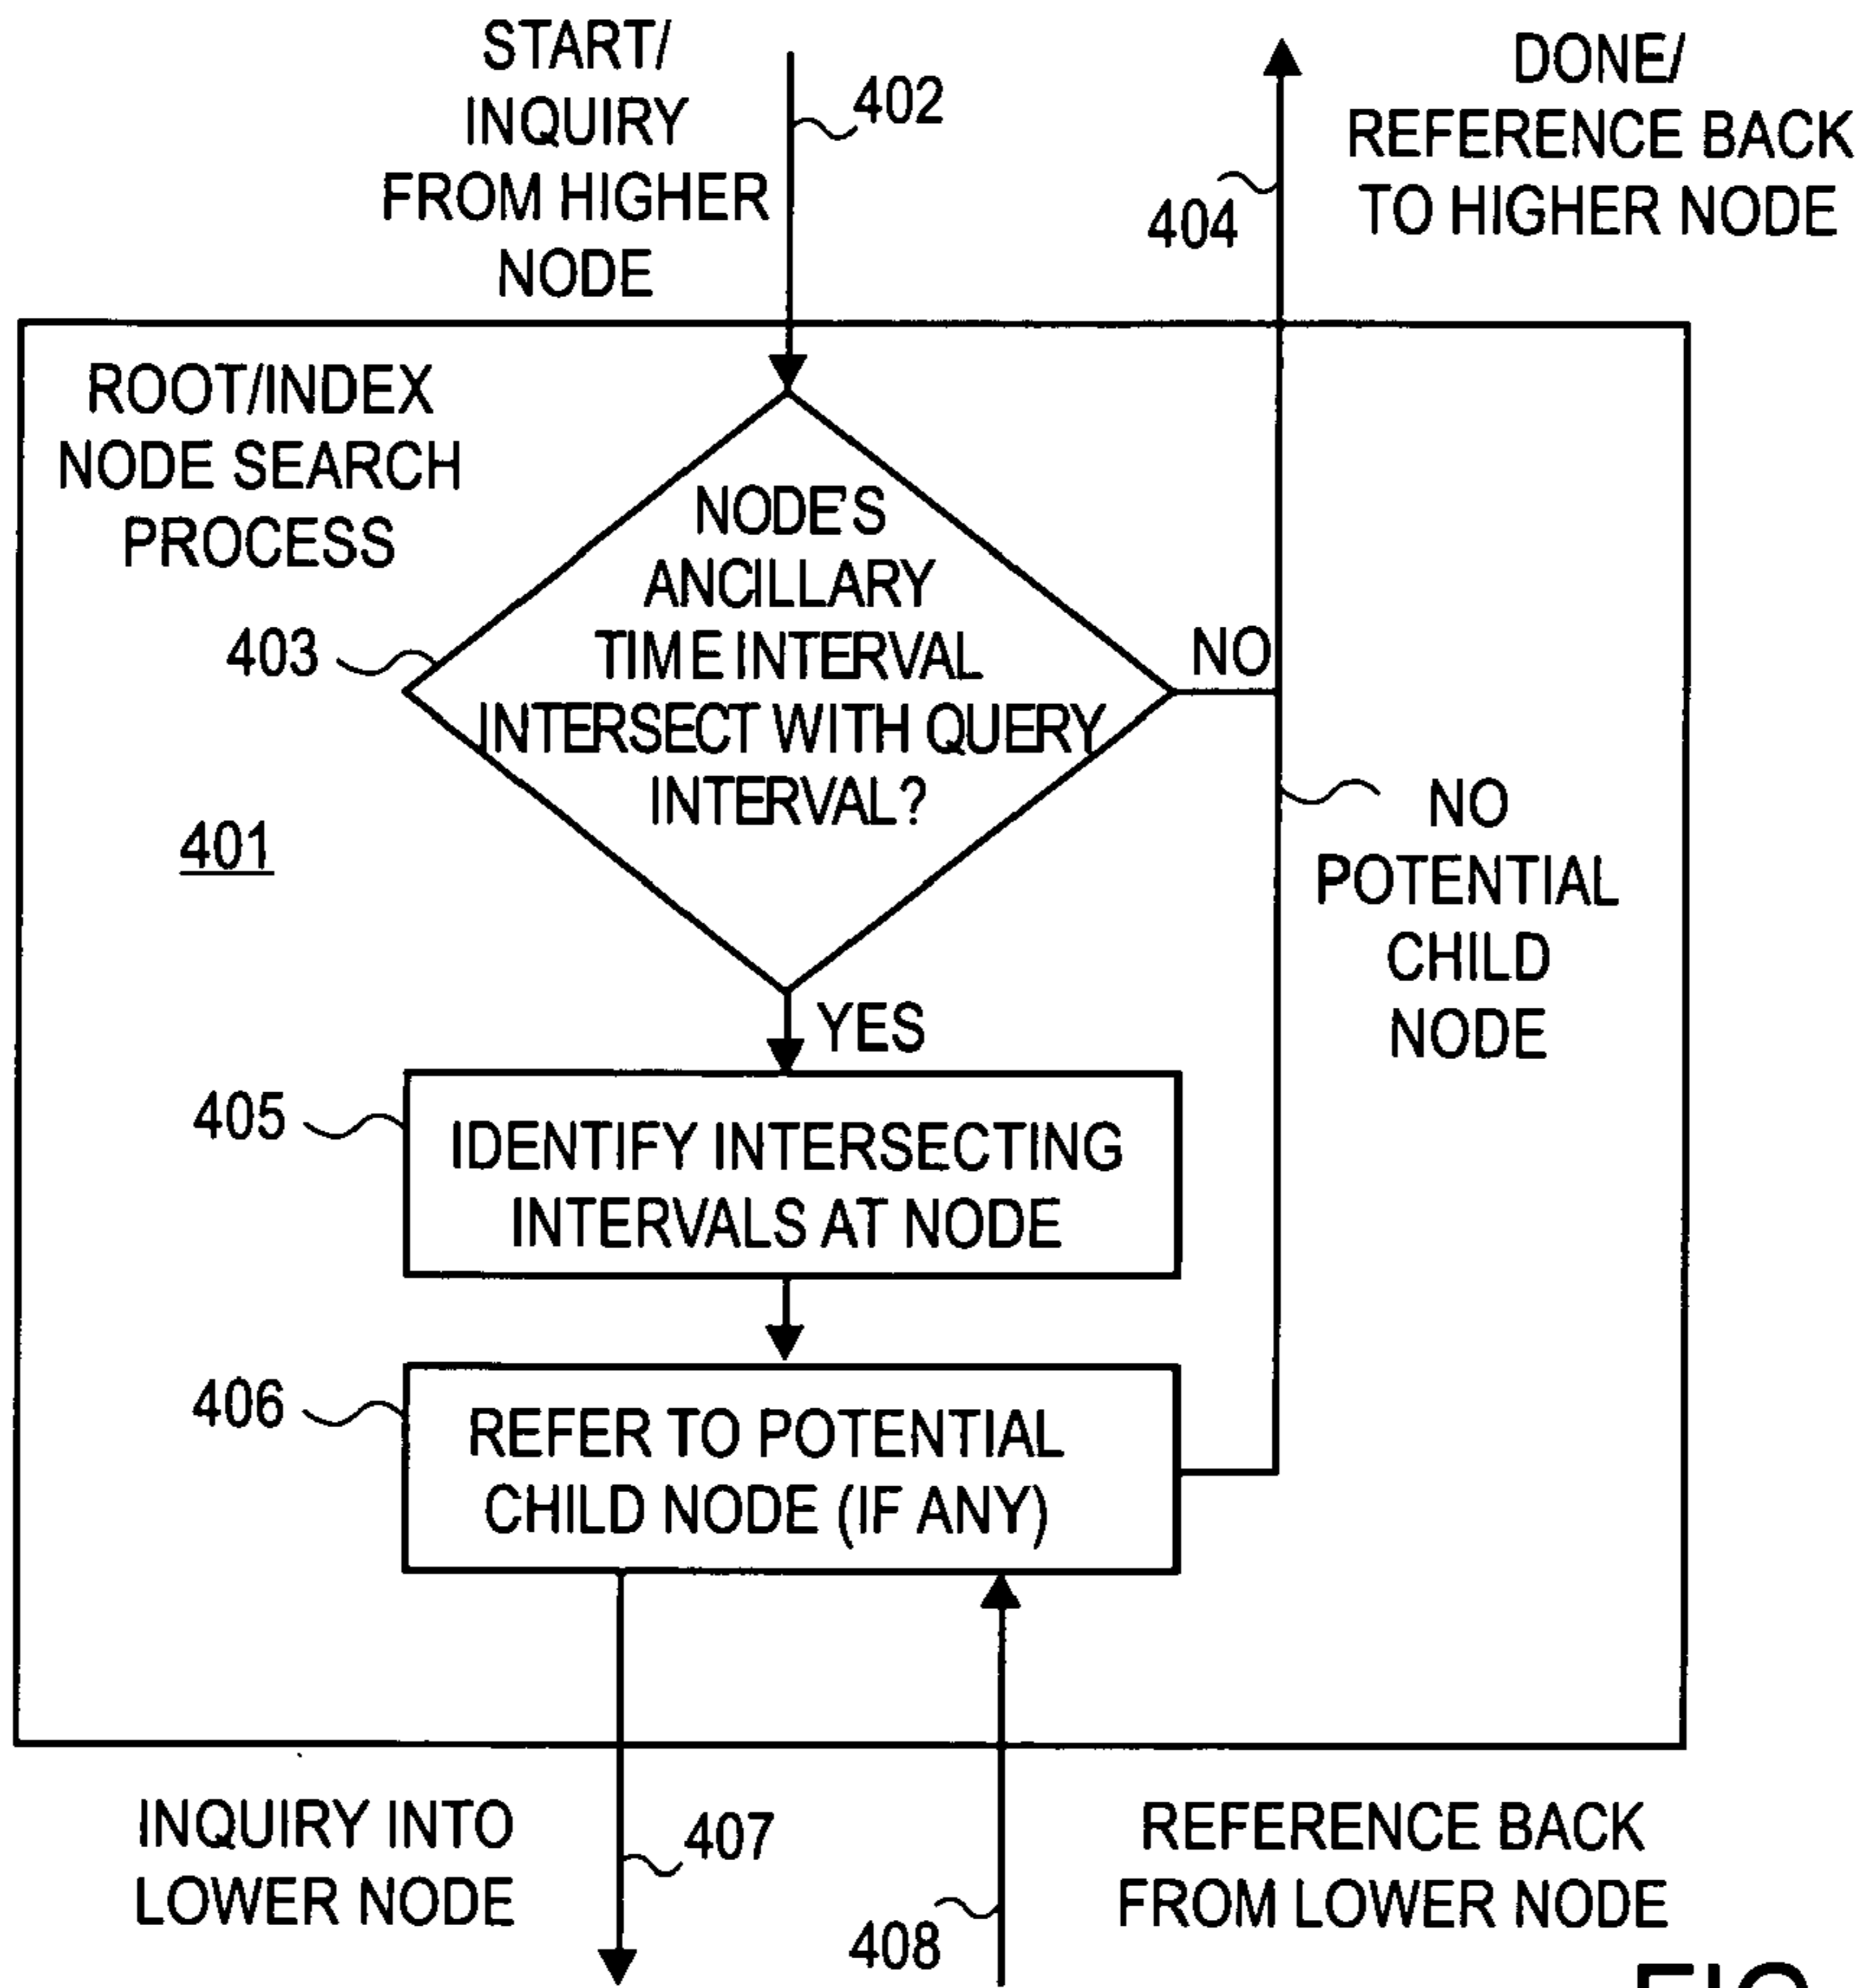 START/
INQUIRY
FROM HIGHER
NODE
402
DONE/
REFERENCE BACK
TO HIGHER NODE
404
ROOT/INDEX
NODE SEARCH
PROCESS
NODE'S
ANCILLARY
TIME INTERVAL
INTERSECT WITH QUERY
INTERVAL?
403
NO
401
NO
POTENTIAL
CHILD
NODE
YES
405
IDENTIFY INTERSECTING
INTERVALS AT NODE
406
REFER TO POTENTIAL
CHILD NODE (IF ANY)
INQUIRY INTO
LOWER NODE
407
408
REFERENCE BACK
FROM LOWER NODE